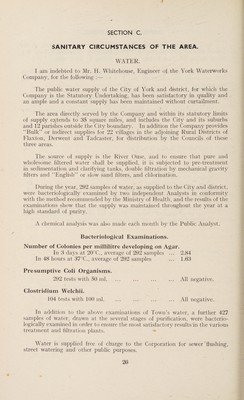 SECTION C.
SANITARY CIRCUMSTANCES OF THE AREA.
WATER.
I am indebted to Mr. H. Whitehouse, Engineer of the York Waterworks
Company, for the following :—
The public water supply of the City of York and district, for which the
Company is the Statutory Undertaking, has been satisfactory in quality and
an ample and constant supply has been maintained without curtailment.
The area directly served by the Company and within its statutory limits
of supply extends to 38 square miles, and includes the City and its suburbs
and 12 parishes outside the City boundary. In addition the Company provides
"Bulk" or indirect supplies for 22 villages in the adjoining Rural Districts of
Flaxton, Derwent and Tadcaster, for distribution by the Councils of these
three areas.
The source of supply is the River Ouse, and to ensure that pure and
wholesome filtered water shall be supplied, it is subjected to pre-treatment
in sedimentation and clarifying tanks, double filtration by mechanical gravity
filters and "English" or slow sand filters, and chlorination.
During the year, 292 samples of water, as supplied to the City and district,
were bacteriologically examined by two independent Analysts in conformity
with the method recommended by the Ministry of Health, and the results of the
examinations show that the supply was maintained throughout the year at a
high standard of purity.
A chemical analysis was also made each month by the Public Analyst.
Bacteriological Examinations.
Number of Colonies per millilitre developing on Agar.
In 3 days at 20°C., average of 292 samples ... 2.84
In 48 hours at 37°C., average of 292 samples ... 1.63
Presumptive Coli Organisms.
292 tests with 80 ml. ... ... ... ... All negative.
Clostridium Welchii.
104 tests with 100 ml. ... ... ... ... All negative.
In addition to the above examinations of Town's water, a further 427
samples of water, drawn at the several stages of purification, were bacterio-
logically examined in order to ensure the most satisfactory results in the various
treatment and filtration plants.
Water is supplied free of charge to the Corporation for sewer flushing,
street watering and other public purposes.
26